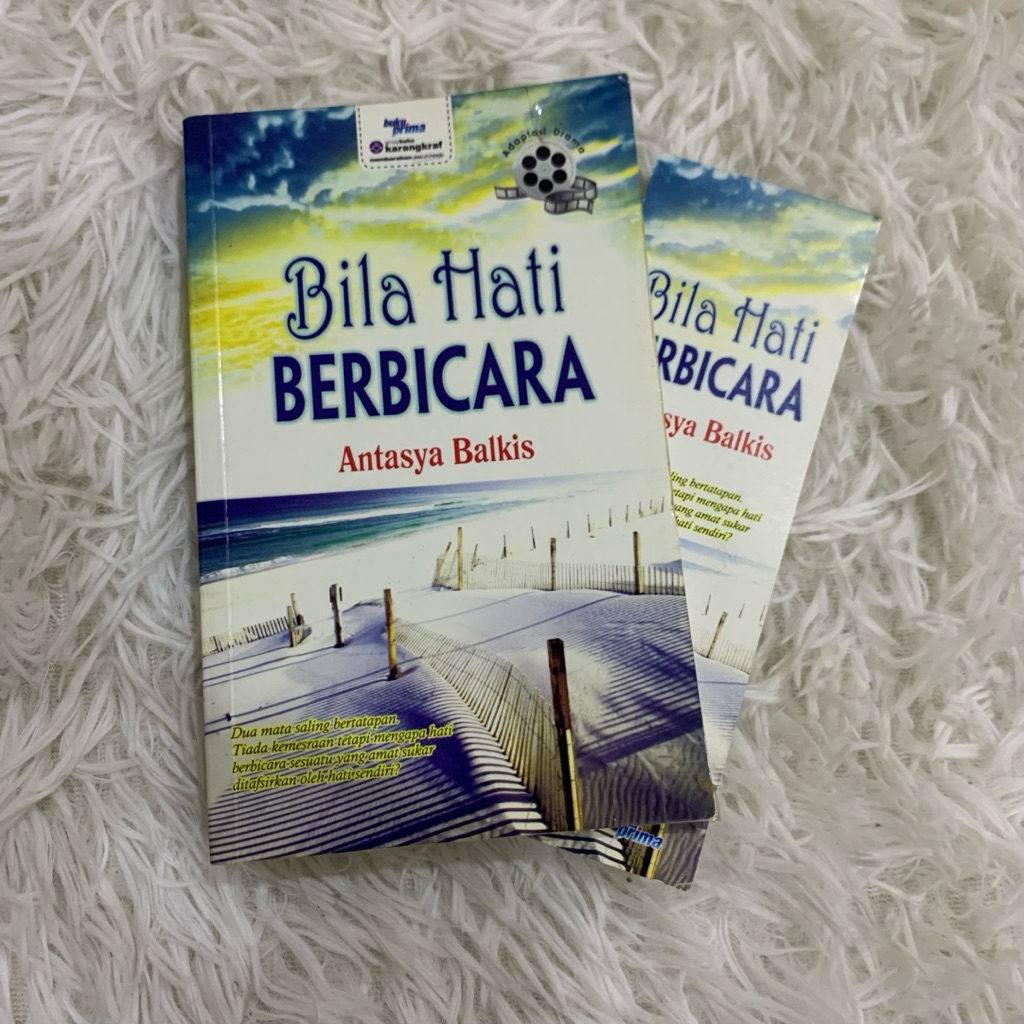 buku
prima
karangkraf
Adaptasi Drama
Bila Hati
BERBICARA
Antasya Balkis
Dua mata saling bertatapan.
Tiada kemesraan tetapi mengapa hati
berbicara sesuatu yang amat sukar
ditafsirkan oleh hati sendiri?
Bila Hati
RBICARA
sya Balkis
ling bertatapan.
etapi mengapa hati
yang amat sukar
hati sendiri?
prima